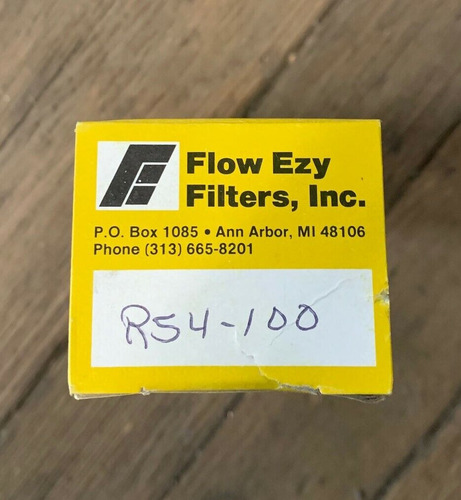 Flow Ezy
Filters, Inc.
P.O. Box 1085 • Ann Arbor, MI 48106
Phone (313) 665-8201
R54-100